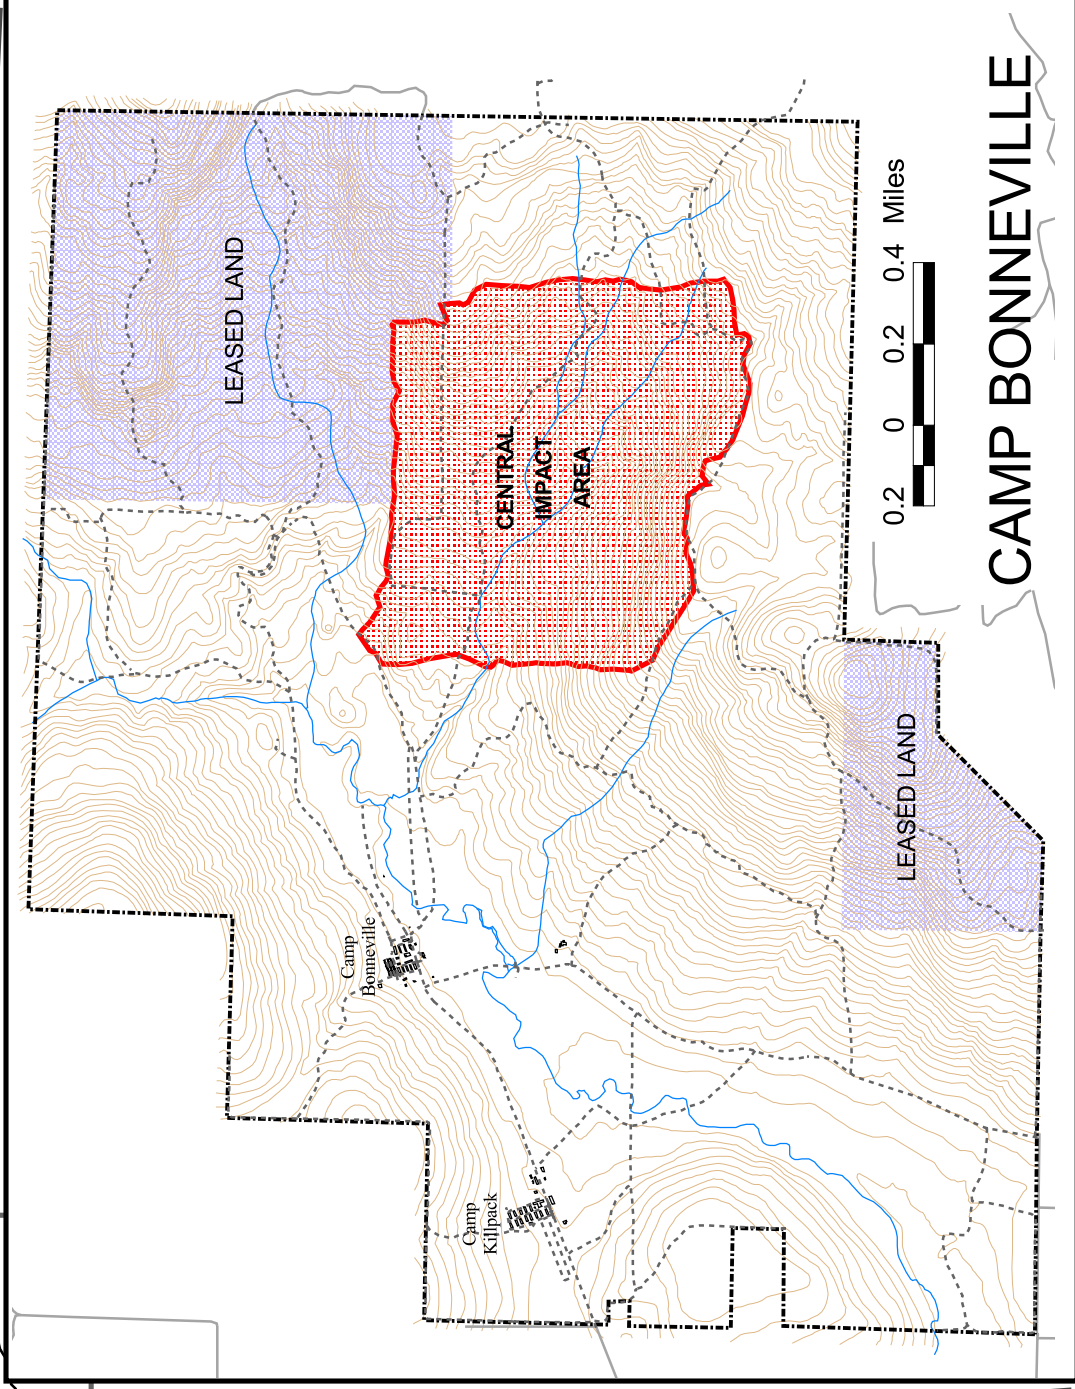 LEASED LAND
CENTRAL
IMPACT
AREA
Camp
Bonneville
Camp
Killpack
LEASED LAND
0.2 0 0.2 0.4 Miles
CAMP BONNEVILLE